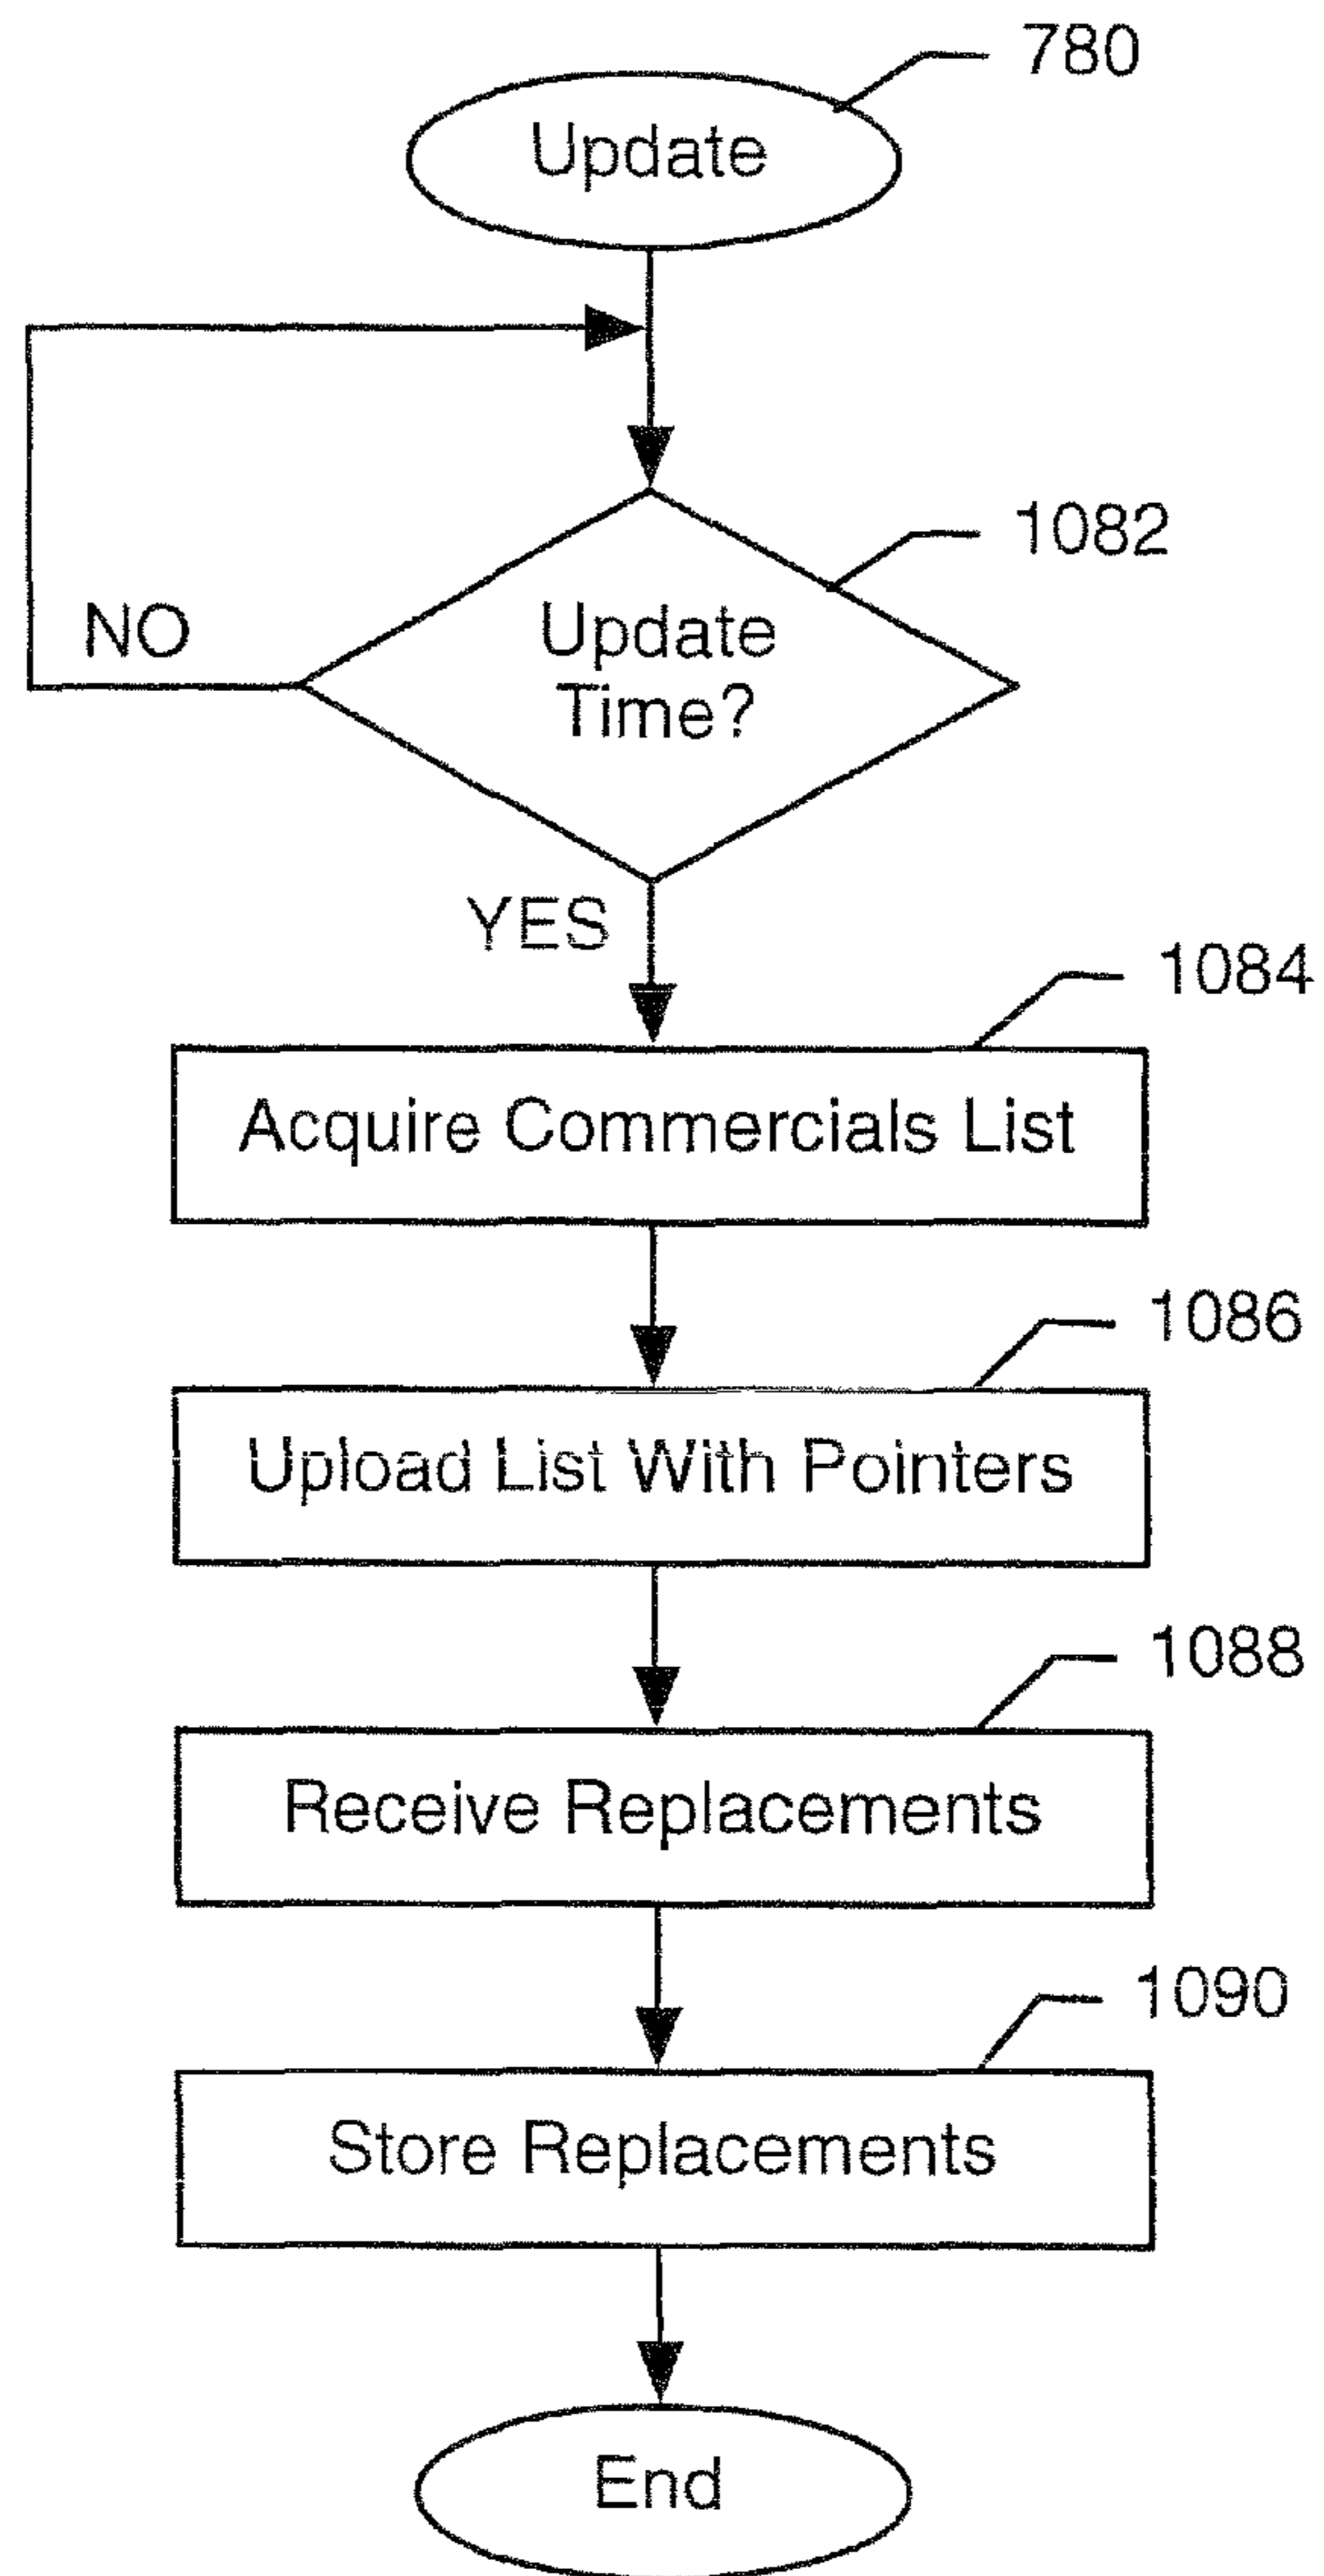 780
Update
1082
Update
Time?
NO
YES
1084
Acquire Commercials List
1086
Upload List With Pointers
1088
Receive Replacements
1090
Store Replacements
End